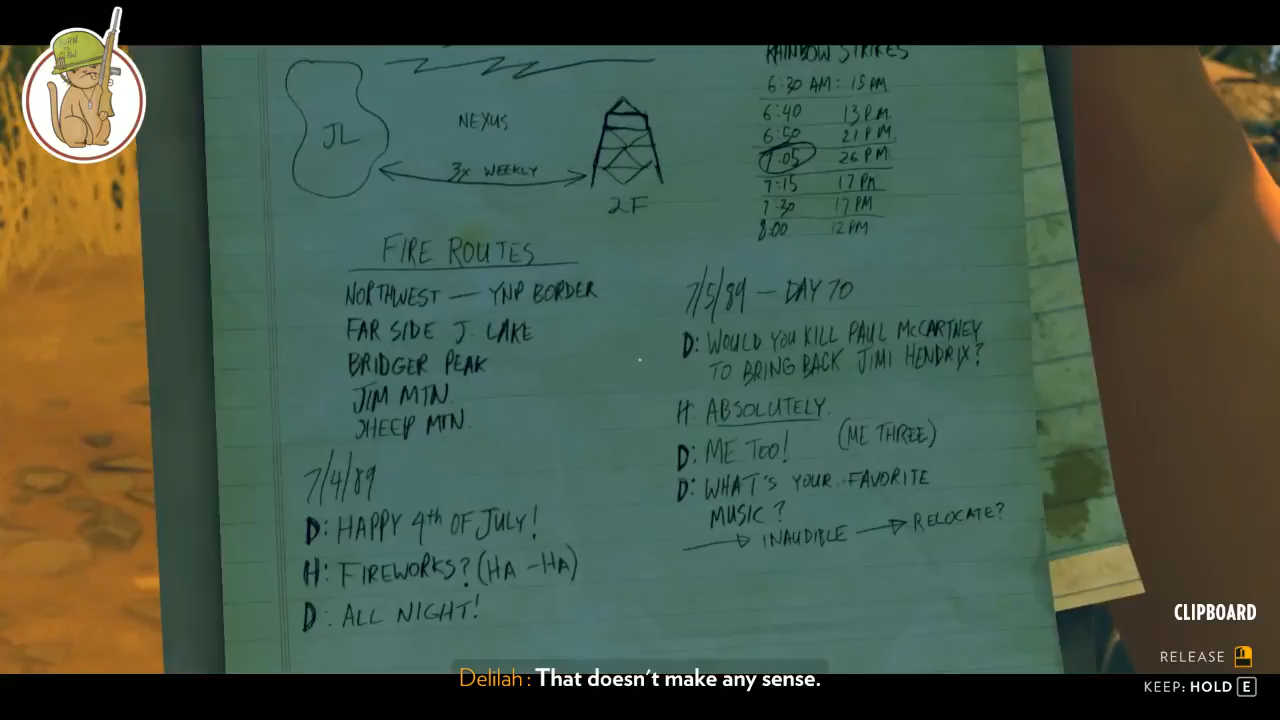 JL
NEXUS
3x WEEKLY
2F
FIRE ROUTES
NORTHWEST — YNP BORDER
FAR SIDE J. LAKE
BRIDGER PEAK
JIM MTN.
SHEEP MTN.
7/4/89
D: HAPPY 4th OF JULY!
H: FIREWORKS? (HA-HA)
D: ALL NIGHT!
RAINBOW STRIKES
6:30 AM: 15 PM
6:40 13 P.M.
6:50 21 P M.
7:05 26 PM
7:15 17 PM
7:30 17 PM
8:00 12 PM
7/5/89 — DAY 70
D: WOULD YOU KILL PAUL McCARTNEY
TO BRING BACK JIMI HENDRIX?
H: ABSOLUTELY.
D: ME TOO! (ME THREE)
D: WHAT'S YOUR FAVORITE
MUSIC?
→ INAUDIBLE → RELOCATE?
CLIPBOARD
RELEASE
KEEP: HOLD E
Delilah : That doesn't make any sense.